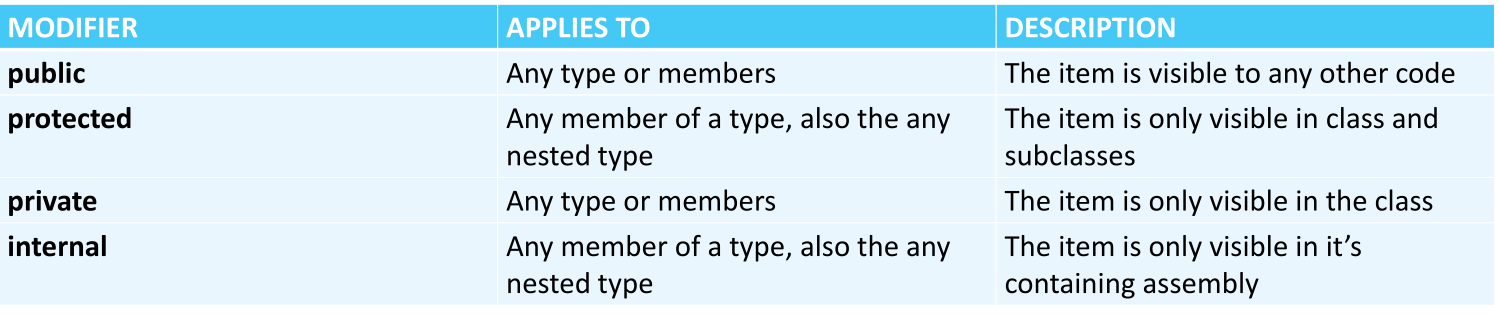 MODIFIER APPLIES TO DESCRIPTION
public Any type or members The item is visible to any other code
protected Any member of a type, also the any The item is only visible in class and
nested type subclasses
private Any type or members The item is only visible in the class
internal Any member of a type, also the any The item is only visible in it’s
nested type containing assembly